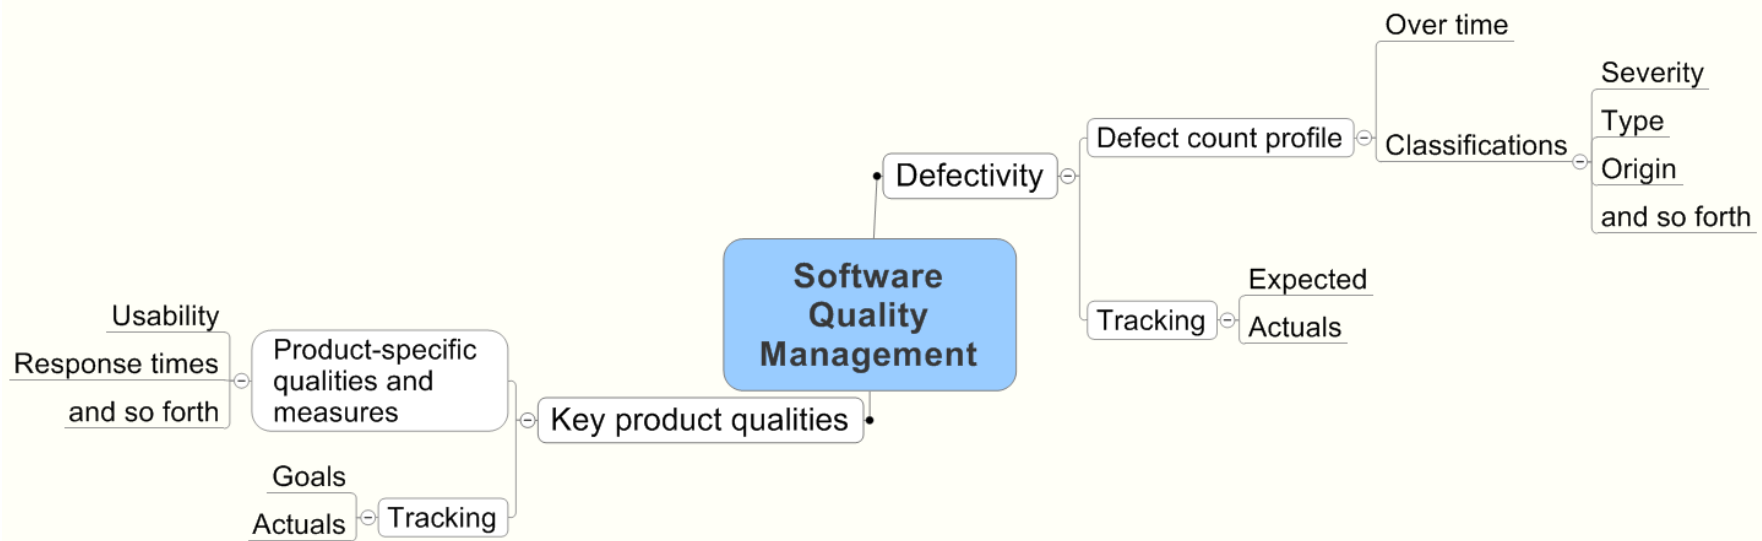 Software
Quality
Management
Defectivity
Defect count profile
Over time
Classifications
Severity
Type
Origin
and so forth
Tracking
Expected
Actuals
Key product qualities
Product-specific
qualities and
measures
Usability
Response times
and so forth
Tracking
Goals
Actuals